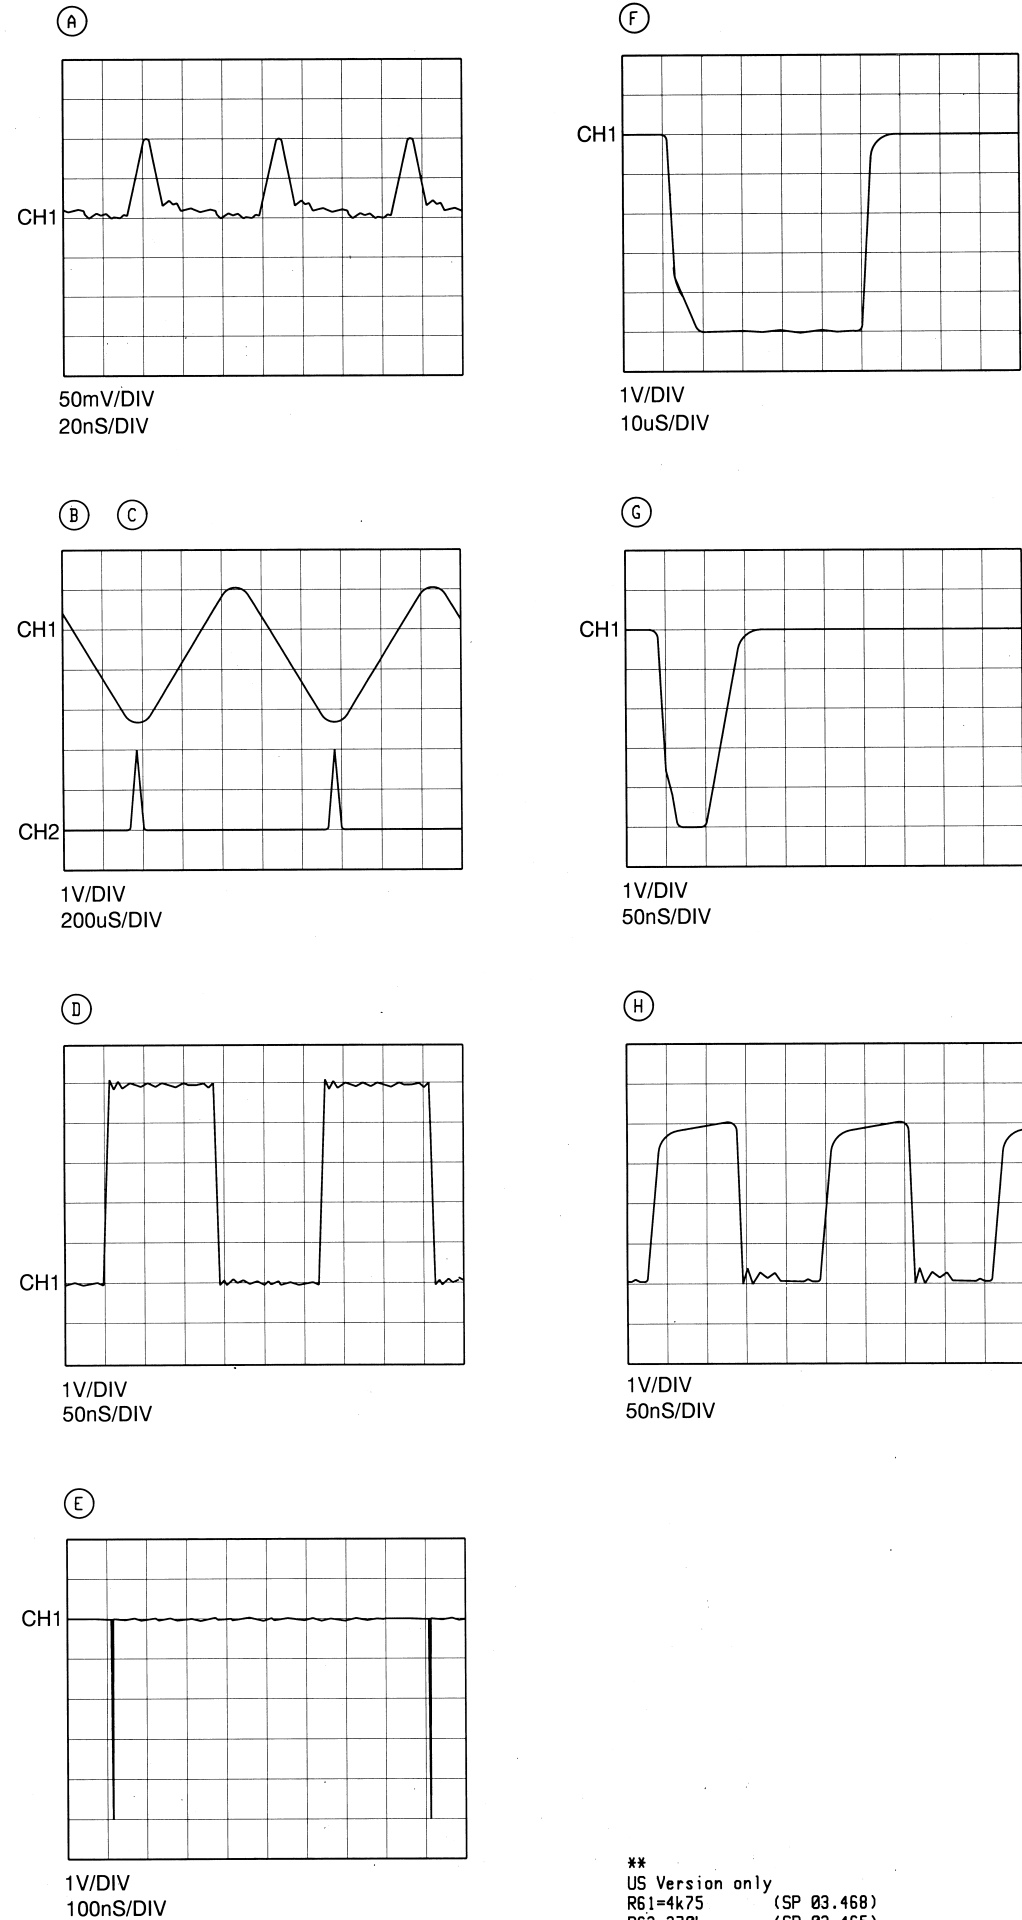 A
CH1
50mV/DIV
20nS/DIV
B C
CH1
CH2
1V/DIV
200uS/DIV
D
CH1
1V/DIV
50nS/DIV
E
CH1
1V/DIV
100nS/DIV
F
CH1
1V/DIV
10uS/DIV
G
CH1
1V/DIV
50nS/DIV
H
1V/DIV
50nS/DIV
**
US Version only
R61=4k75 (SP 03.468)